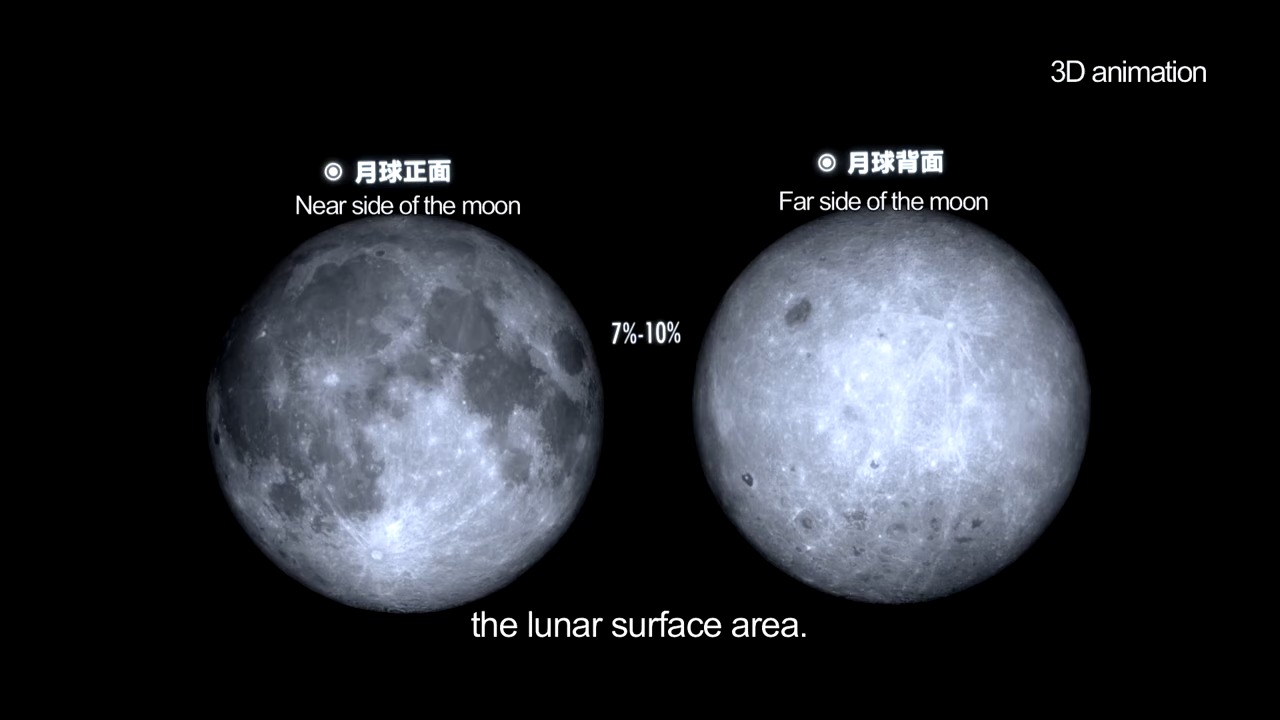 3D animation
月球正面
Near side of the moon
月球背面
Far side of the moon
7%-10%
the lunar surface area.